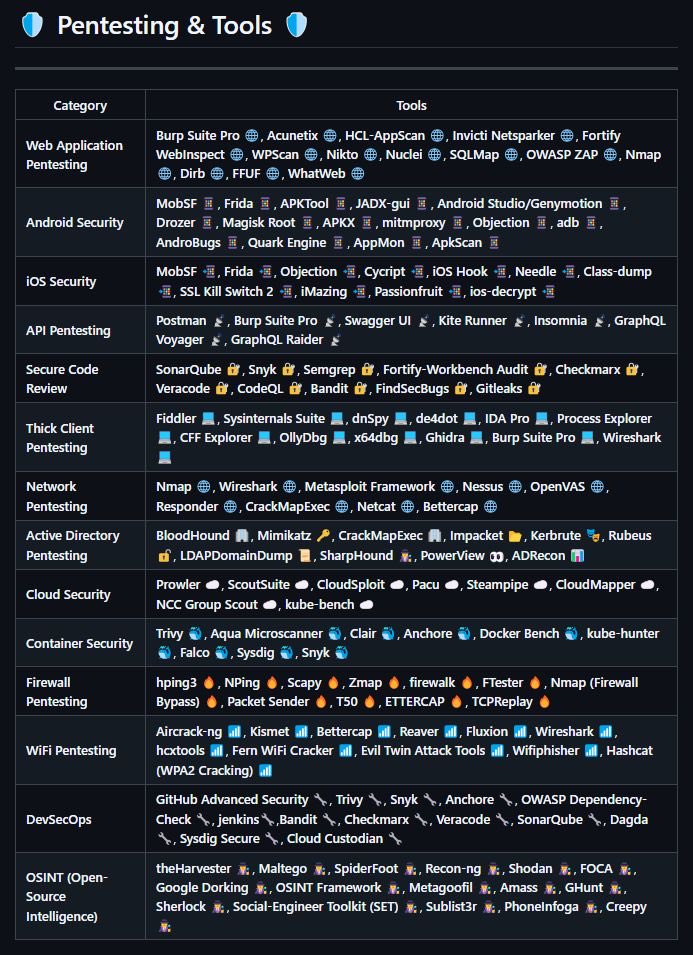 🛡️ Pentesting & Tools 🛡️
Category
Tools
Web Application
Pentesting
Burp Suite Pro 🌐, Acunetix 🌐, HCL-AppScan 🌐, Invicti Netsparker 🌐, Fortify
WebInspect 🌐, WPScan 🌐, Nikto 🌐, Nuclei 🌐, SQLMap 🌐, OWASP ZAP 🌐, Nmap
🌐, Dirb 🌐, FFUF 🌐, WhatWeb 🌐
Android Security
MobSF 📱, Frida 📱, APKTool 📱, JADX-gui 📱, Android Studio/Genymotion 📱,
Drozer 📱, Magisk Root 📱, APKX 📱, mitmproxy 📱, Objection 📱, adb 📱,
AndroBugs 📱, Quark Engine 📱, AppMon 📱, ApkScan 📱
iOS Security
MobSF 📲, Frida 📲, Objection 📲, Cycript 📲, iOS Hook 📲, Needle 📲, Class-dump
📲, SSL Kill Switch 2 📲, iMazing 📲, Passionfruit 📲, ios-decrypt 📲
API Pentesting
Postman 📡, Burp Suite Pro 📡, Swagger UI 📡, Kite Runner 📡, Insomnia 📡, GraphQL
Voyager 📡, GraphQL Raider 📡
Secure Code
Review
SonarQube 🔐, Snyk 🔐, Semgrep 🔐, Fortify-Workbench Audit 🔐, Checkmarx 🔐,
Veracode 🔐, CodeQL 🔐, Bandit 🔐, FindSecBugs 🔐, Gitleaks 🔐
Thick Client
Pentesting
Fiddler 💻, Sysinternals Suite 💻, dnSpy 💻, de4dot 💻, IDA Pro 💻, Process Explorer
💻, CFF Explorer 💻, OllyDbg 💻, x64dbg 💻, Ghidra 💻, Burp Suite Pro 💻, Wireshark
💻
Network
Pentesting
Nmap 🌐, Wireshark 🌐, Metasploit Framework 🌐, Nessus 🌐, OpenVAS 🌐,
Responder 🌐, CrackMapExec 🌐, Netcat 🌐, Bettercap 🌐
Active Directory
Pentesting
BloodHound 🏢, Mimikatz 🔑, CrackMapExec 🏢, Impacket 📂, Kerbrute 🎭, Rubeus
🔓, LDAPDomainDump 📜, SharpHound 🕵️‍♂️, PowerView 👀, ADRecon 📊
Cloud Security
Prowler ☁️, ScoutSuite ☁️, CloudSploit ☁️, Pacu ☁️, Steampipe ☁️, CloudMapper ☁️,
NCC Group Scout ☁️, kube-bench ☁️
Container Security
Trivy 🐳, Aqua Microscanner 🐳, Clair 🐳, Anchore 🐳, Docker Bench 🐳, kube-hunter
🐳, Falco 🐳, Sysdig 🐳, Snyk 🐳
Firewall
Pentesting
hping3 🔥, NPing 🔥, Scapy 🔥, Zmap 🔥, firewalk 🔥, FTester 🔥, Nmap (Firewall
Bypass) 🔥, Packet Sender 🔥, T50 🔥, ETTERCAP 🔥, TCPReplay 🔥
WiFi Pentesting
Aircrack-ng 📶, Kismet 📶, Bettercap 📶, Reaver 📶, Fluxion 📶, Wireshark 📶,
hcxtools 📶, Fern WiFi Cracker 📶, Evil Twin Attack Tools 📶, Wifiphisher 📶, Hashcat
(WPA2 Cracking) 📶
DevSecOps
GitHub Advanced Security 🔧, Trivy 🔧, Snyk 🔧, Anchore 🔧, OWASP Dependency-
Check 🔧, jenkins🔧,Bandit 🔧, Checkmarx 🔧, Veracode 🔧, SonarQube 🔧, Dagda
🔧, Sysdig Secure 🔧, Cloud Custodian 🔧
OSINT (Open-
Source
Intelligence)
theHarvester 🕵️‍♂️, Maltego 🕵️‍♂️, SpiderFoot 🕵️‍♂️, Recon-ng 🕵️‍♂️, Shodan 🕵️‍♂️, FOCA 🕵️‍♂️,
Google Dorking 🕵️‍♂️, OSINT Framework 🕵️‍♂️, Metagoofil 🕵️‍♂️, Amass 🕵️‍♂️, GHunt 🕵️‍♂️,
Sherlock 🕵️‍♂️, Social-Engineer Toolkit (SET) 🕵️‍♂️, Sublist3r 🕵️‍♂️, PhoneInfoga 🕵️‍♂️, Creepy
🕵️‍♂️